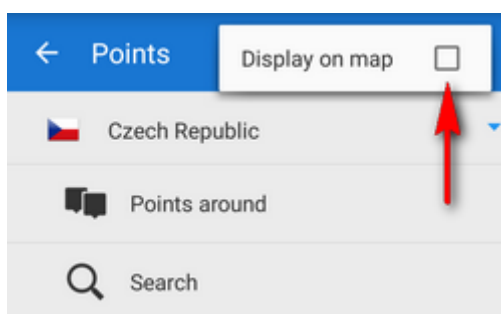 Points
Display on map
Czech Republic
Points around
Search